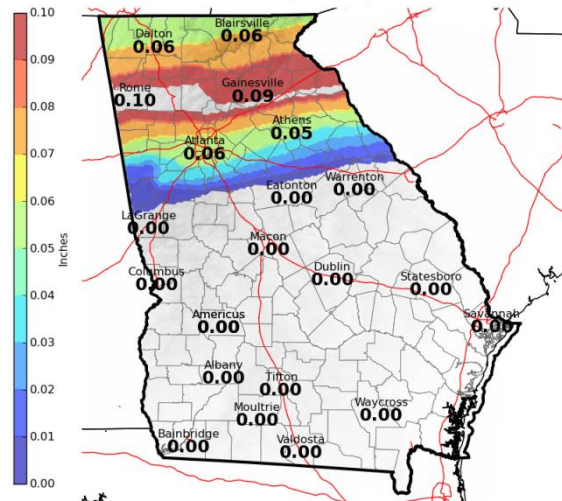 0.10
0.09
0.08
0.07
0.06
0.05
0.04
0.03
0.02
0.01
0.00
Inches
Blairsville
0.06
Dalton
0.06
Rome
0.10
Gainesville
0.09
Athens
0.05
Atlanta
0.06
Warrenton
0.00
Eatonton
0.00
LaGrange
0.00
Macon
0.00
Columbus
0.00
Dublin
0.00
Statesboro
0.00
Savannah
0.00
Americus
0.00
Albany
0.00
Tifton
0.00
Waycross
0.00
Moultrie
0.00
Bainbridge
0.00
Valdosta
0.00